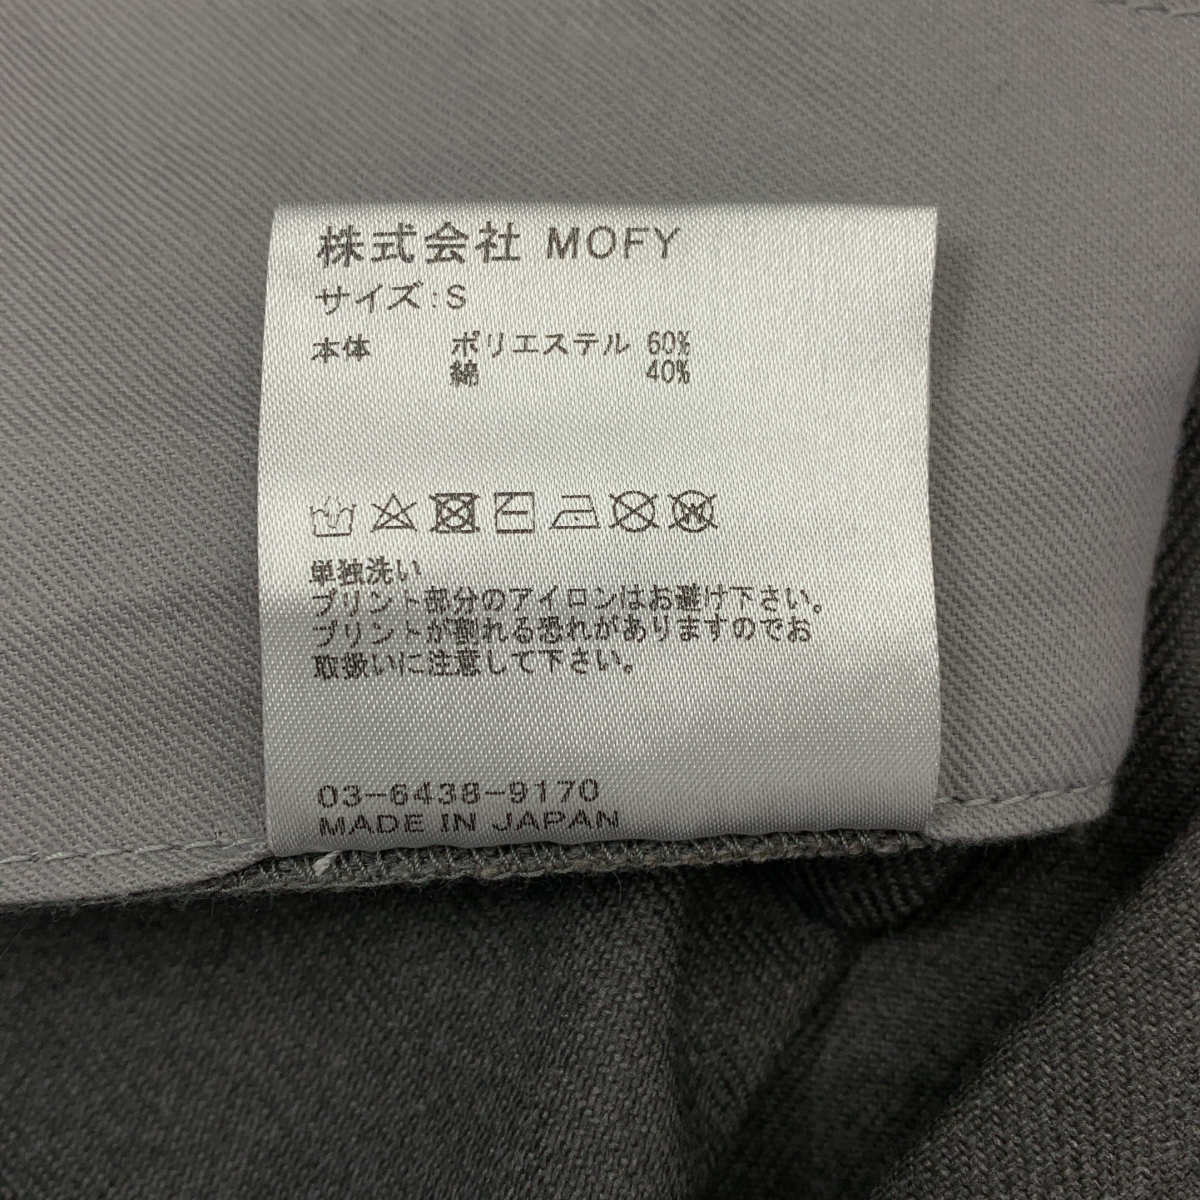 株式会社 MOFY
サイズ:S
本体 ポリエステル 60%
綿 40%
単独洗い
プリント部分のアイロンはお避け下さい。
プリントが割れる恐れがありますのでお
取扱いに注意して下さい。
03-6438-9170
MADE IN JAPAN